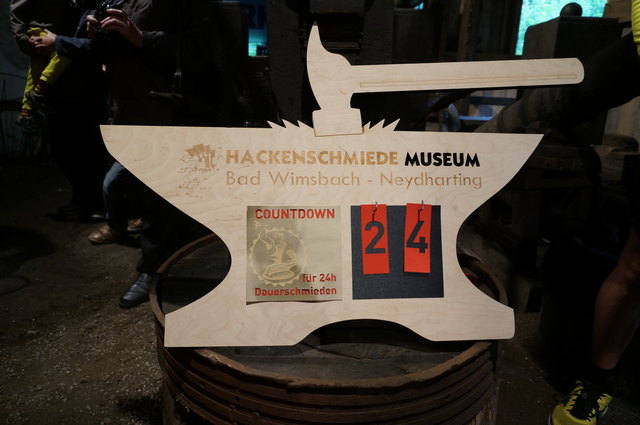 HACKENSCHMIEDE MUSEUM
Bad Wimsbach - Neydharting
COUNTDOWN
für 24h
Dauerschmieden
2 4